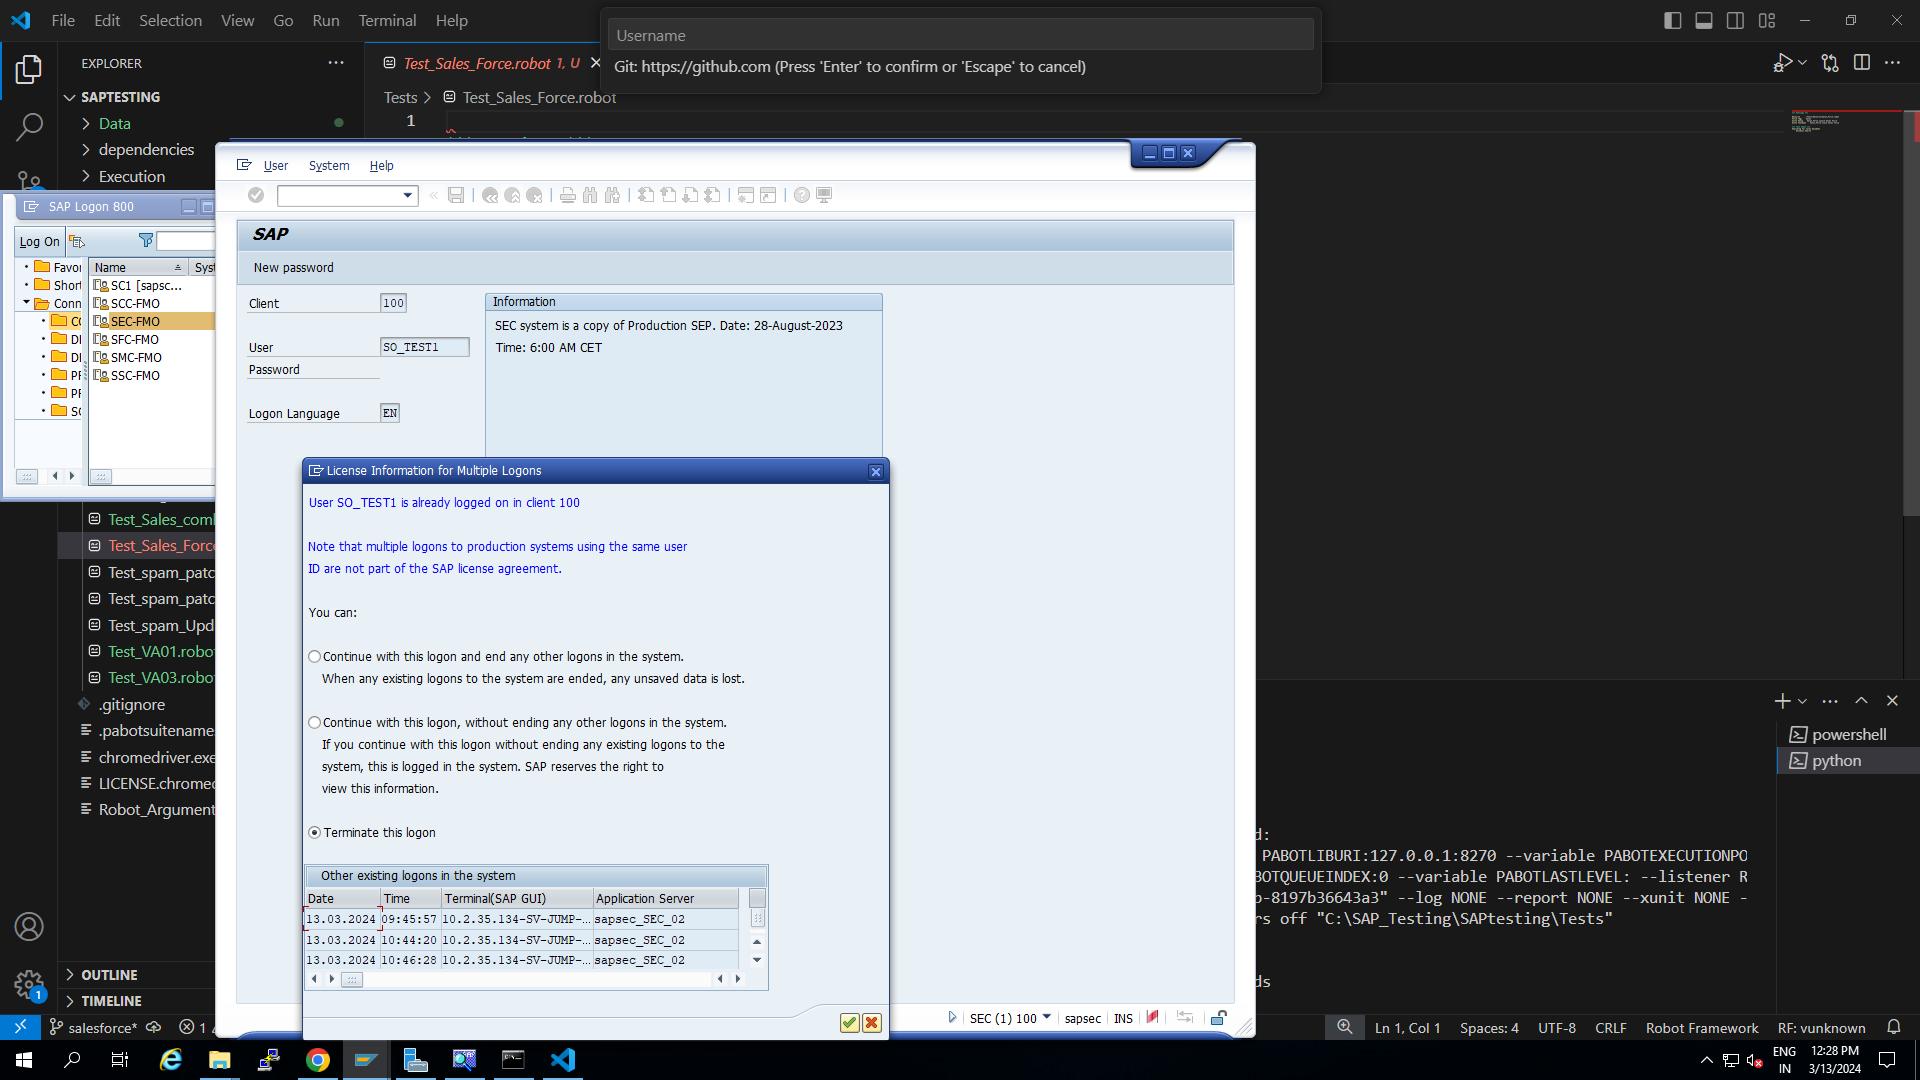 File Edit Selection View Go Run Terminal Help
Username
Git: https://github.com (Press 'Enter' to confirm or 'Escape' to cancel)
EXPLORER
Test_Sales_Force.robot 1, U
SAPTESTING
Tests > Test_Sales_Force.robot
Data
1
dependencies
Execution
User System Help
SAP Logon 800
SAP
Log On
New password
Name
SC1 [sapsc...
SCC-FMO
SEC-FMO
SFC-FMO
SMC-FMO
SSC-FMO
Client 100
User SO_TEST1
Password
Logon Language EN
Information
SEC system is a copy of Production SEP. Date: 28-August-2023
Time: 6:00 AM CET
License Information for Multiple Logons
User SO_TEST1 is already logged on in client 100
Note that multiple logons to production systems using the same user
ID are not part of the SAP license agreement.
You can:
Continue with this logon and end any other logons in the system.
When any existing logons to the system are ended, any unsaved data is lost.
Continue with this logon, without ending any other logons in the system.
If you continue with this logon without ending any existing logons to the
system, this is logged in the system. SAP reserves the right to
view this information.
Terminate this logon
Other existing logons in the system
Date Time Terminal(SAP GUI) Application Server
13.03.2024 09:45:57 10.2.35.134-SV-JUMP-... sapsec_SEC_02
13.03.2024 10:44:20 10.2.35.134-SV-JUMP-... sapsec_SEC_02
13.03.2024 10:46:28 10.2.35.134-SV-JUMP-... sapsec_SEC_02
SEC (1) 100 sapsec INS
Test_Sales_com
Test_Sales_Force
Test_spam_patc
Test_spam_patc
Test_spam_Upd
Test_VA01.robo
Test_VA03.robo
.gitignore
.pabotsuitename
chromedriver.exe
LICENSE.chromed
Robot_Argument
OUTLINE
TIMELINE
powershell
python
d:
PABOTLIBURI:127.0.0.1:8270 --variable PABOTEXECUTIONPO
OTQUEUEINDEX:0 --variable PABOTLASTLEVEL: --listener R
-8197b36643a3" --log NONE --report NONE --xunit NONE -
rs off "C:\SAP_Testing\SAPtesting\Tests"
ds
1
salesforce* 1
Ln 1, Col 1 Spaces: 4 UTF-8 CRLF Robot Framework RF: vunknown
ENG
IN
12:28 PM
3/13/2024